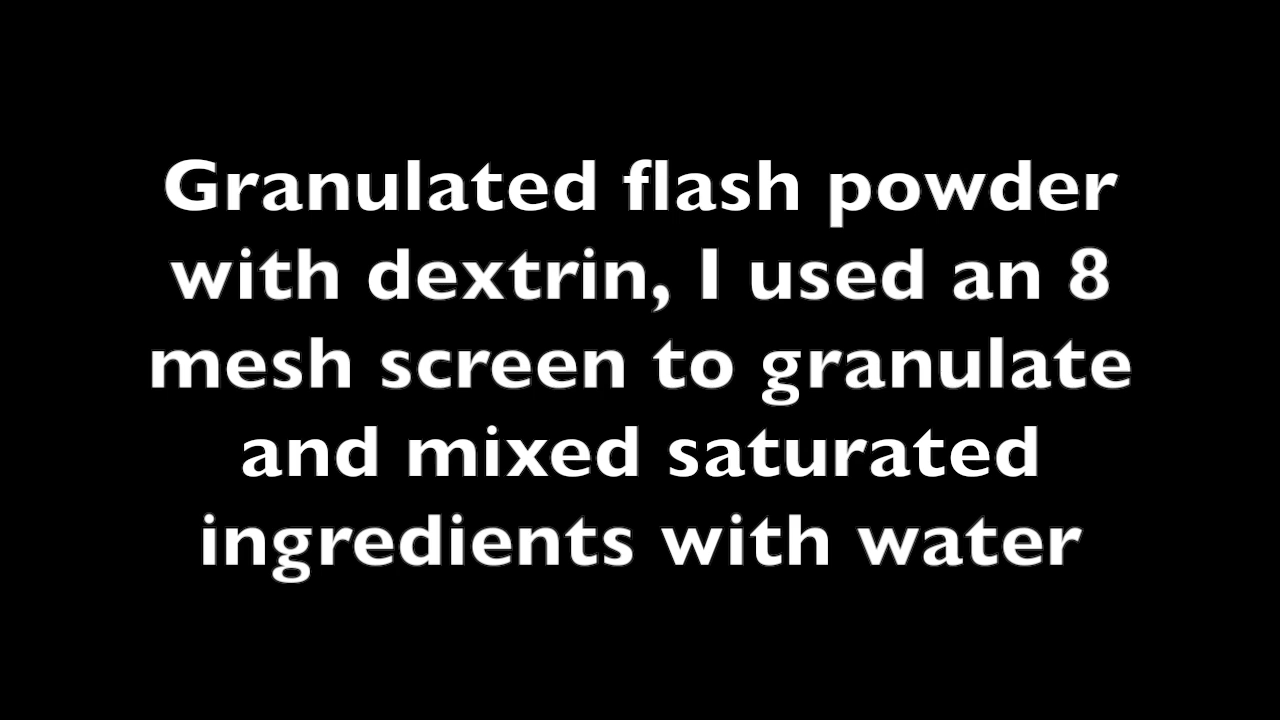 Granulated flash powder
with dextrin, I used an 8
mesh screen to granulate
and mixed saturated
ingredients with water